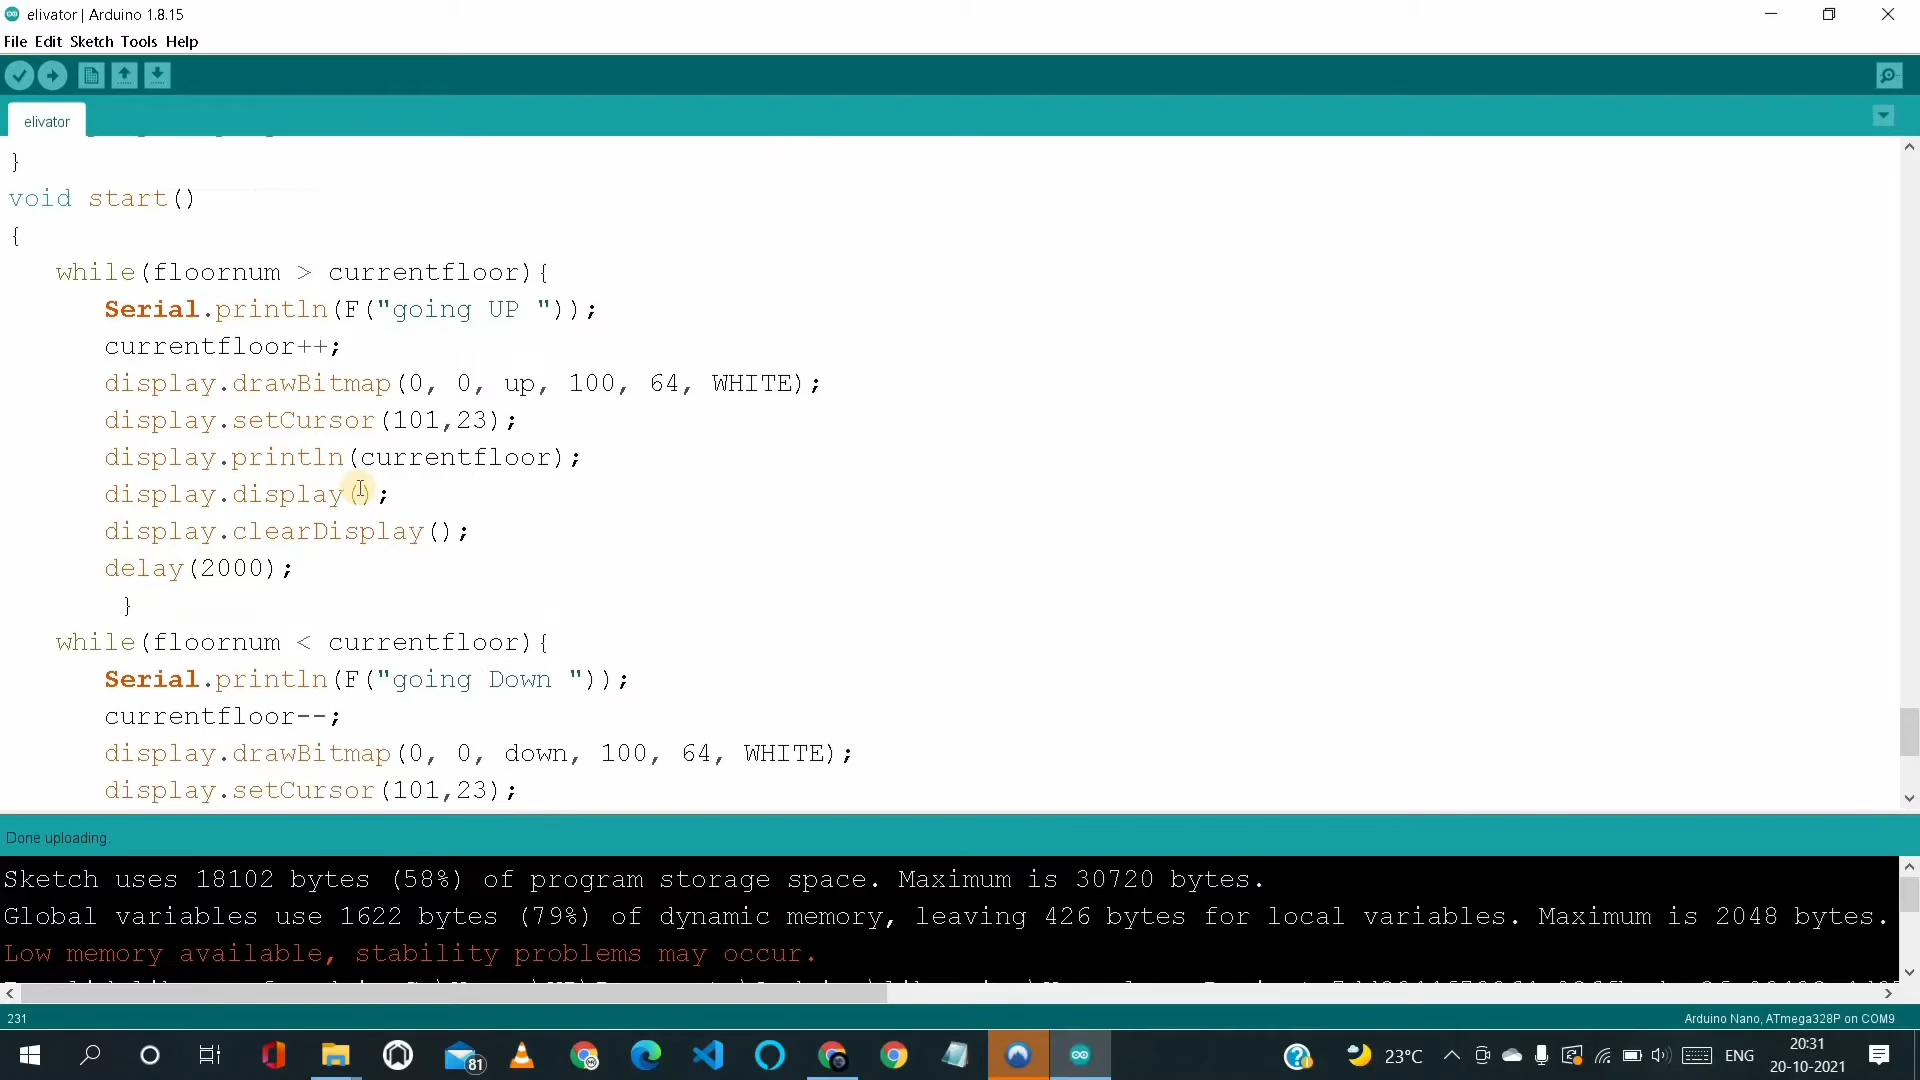 elivator | Arduino 1.8.15
File Edit Sketch Tools Help
elivator
}
void start()
{
while(floornum > currentfloor){
Serial.println(F("going UP "));
currentfloor++;
display.drawBitmap(0, 0, up, 100, 64, WHITE);
display.setCursor(101,23);
display.println(currentfloor);
display.display();
display.clearDisplay();
delay(2000);
}
while(floornum < currentfloor){
Serial.println(F("going Down "));
currentfloor--;
display.drawBitmap(0, 0, down, 100, 64, WHITE);
display.setCursor(101,23);
Done uploading.
Sketch uses 18102 bytes (58%) of program storage space. Maximum is 30720 bytes.
Global variables use 1622 bytes (79%) of dynamic memory, leaving 426 bytes for local variables. Maximum is 2048 bytes.
Low memory available, stability problems may occur.
231
Arduino Nano, ATmega328P on COM9
81
23°C
ENG
20:31
20-10-2021